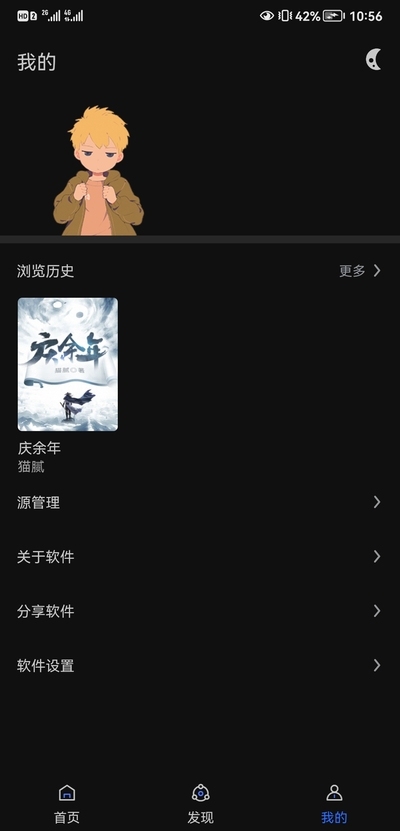 HD 2 2G 4G 42% 10:56
我的
浏览历史 更多
庆余年
猫腻◎著
庆余年
猫腻
源管理
关于软件
分享软件
软件设置
首页 发现 我的